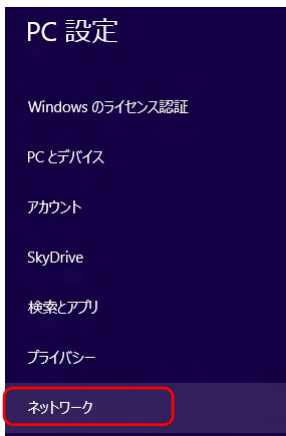 PC 設定
Windows のライセンス認証
PC とデバイス
アカウント
SkyDrive
検索とアプリ
プライバシー
ネットワーク